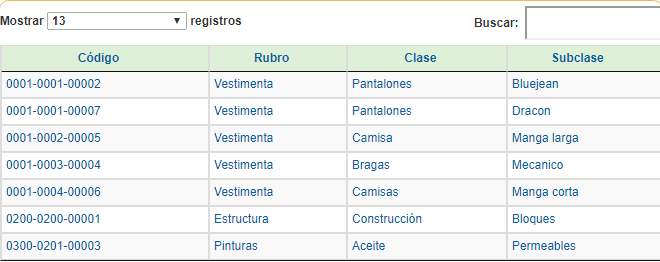 Mostrar 13 registros Buscar:
Código Rubro Clase Subclase
0001-0001-00002 Vestimenta Pantalones Bluejean
0001-0001-00007 Vestimenta Pantalones Dracon
0001-0002-00005 Vestimenta Camisa Manga larga
0001-0003-00004 Vestimenta Bragas Mecanico
0001-0004-00006 Vestimenta Camisas Manga corta
0200-0200-00001 Estructura Construcción Bloques
0300-0201-00003 Pinturas Aceite Permeables